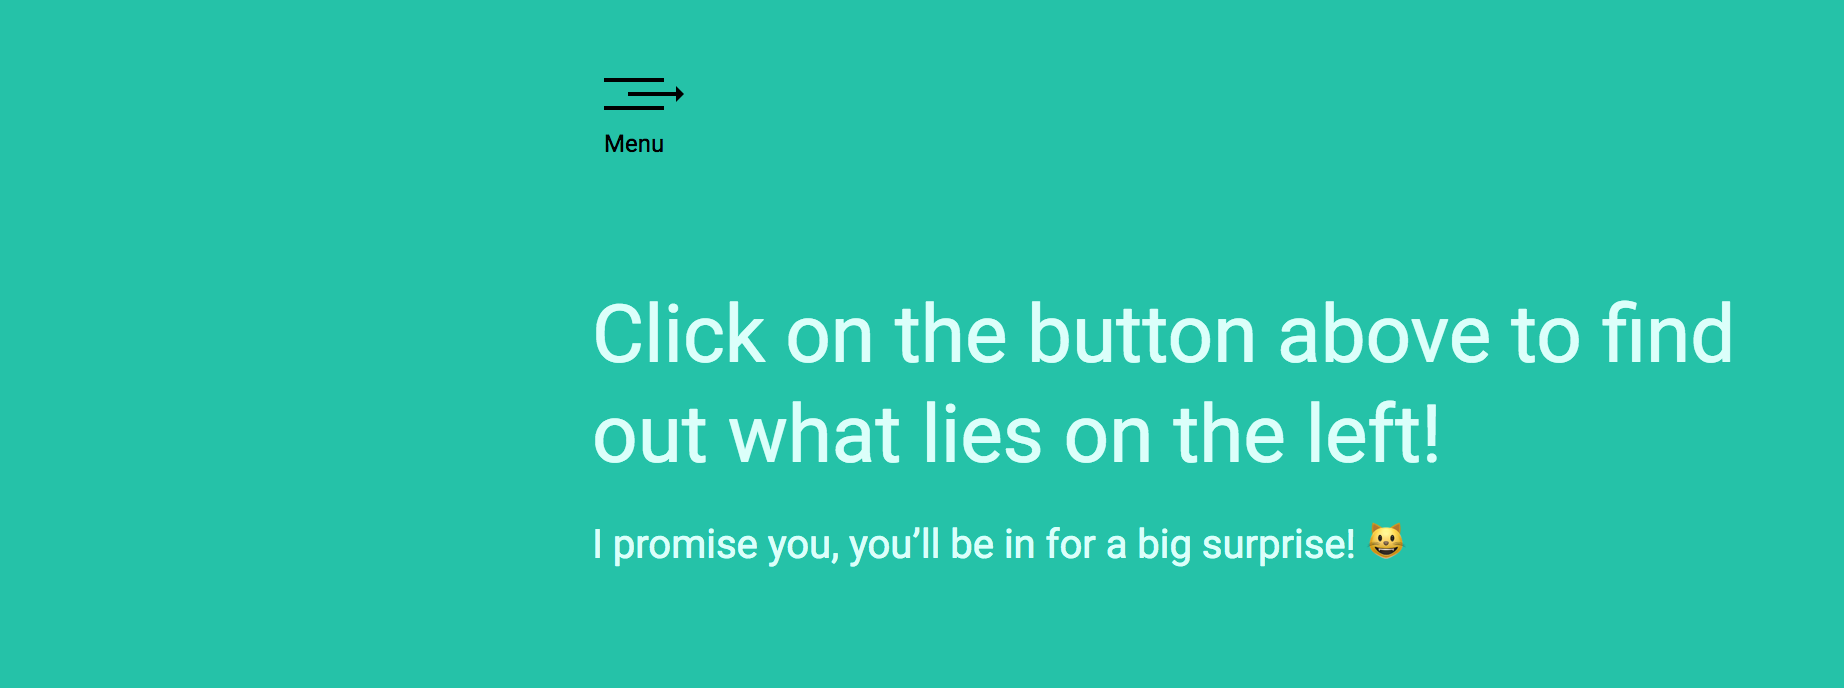 Menu
Click on the button above to find
out what lies on the left!
I promise you, you’ll be in for a big surprise! 😺